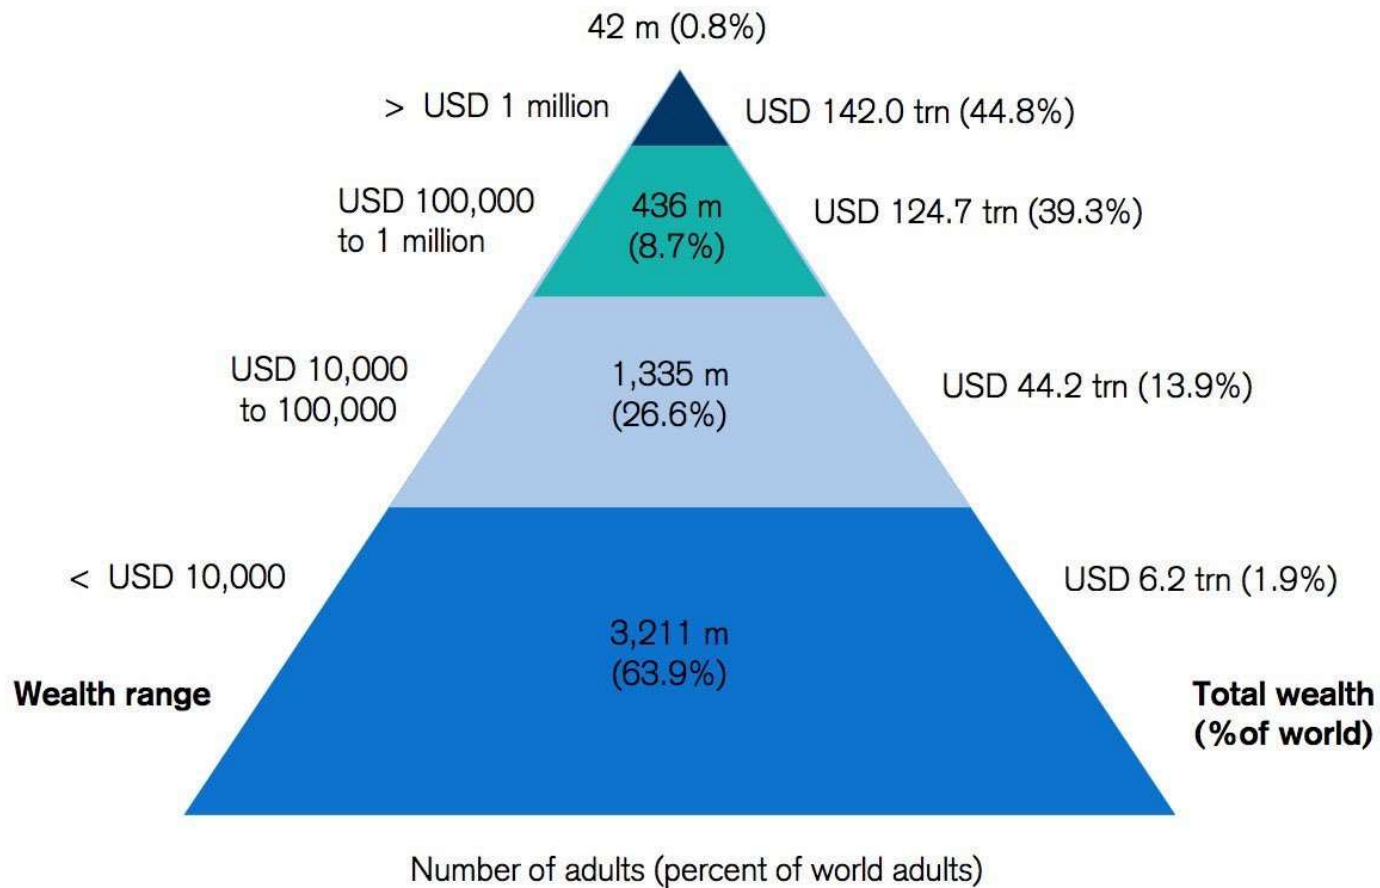 42 m (0.8%)
> USD 1 million
USD 142.0 trn (44.8%)
USD 100,000
to 1 million
436 m
(8.7%)
USD 124.7 trn (39.3%)
USD 10,000
to 100,000
1,335 m
(26.6%)
USD 44.2 trn (13.9%)
< USD 10,000
3,211 m
(63.9%)
USD 6.2 trn (1.9%)
Wealth range
Total wealth
(%of world)
Number of adults (percent of world adults)